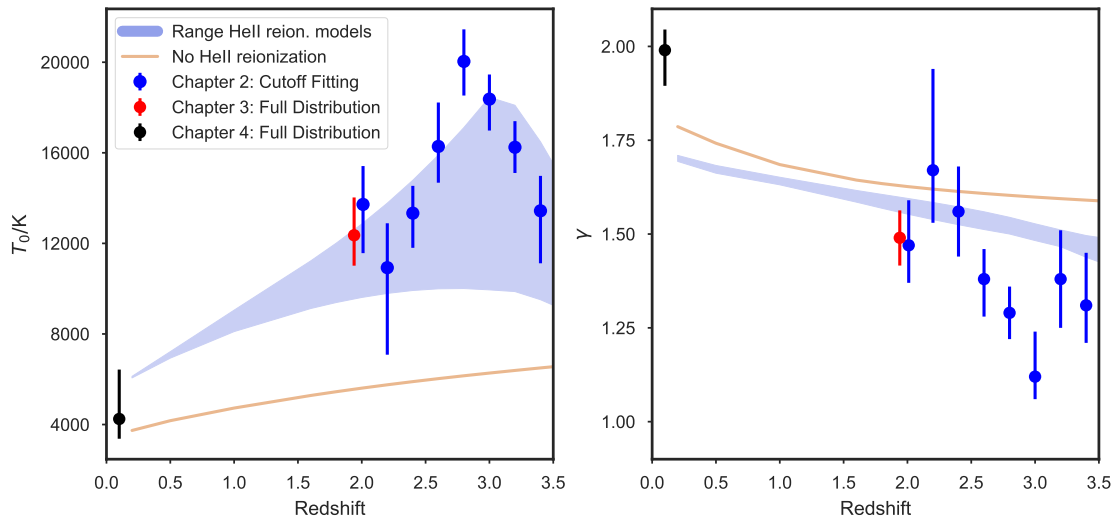 Range HeII reion. models
No HeII reionization
Chapter 2: Cutoff Fitting
Chapter 3: Full Distribution
Chapter 4: Full Distribution
T₀/K
20000
16000
12000
8000
4000
0.0 0.5 1.0 1.5 2.0 2.5 3.0 3.5
Redshift
γ
2.00
1.75
1.50
1.25
1.00
0.0 0.5 1.0 1.5 2.0 2.5 3.0 3.5
Redshift